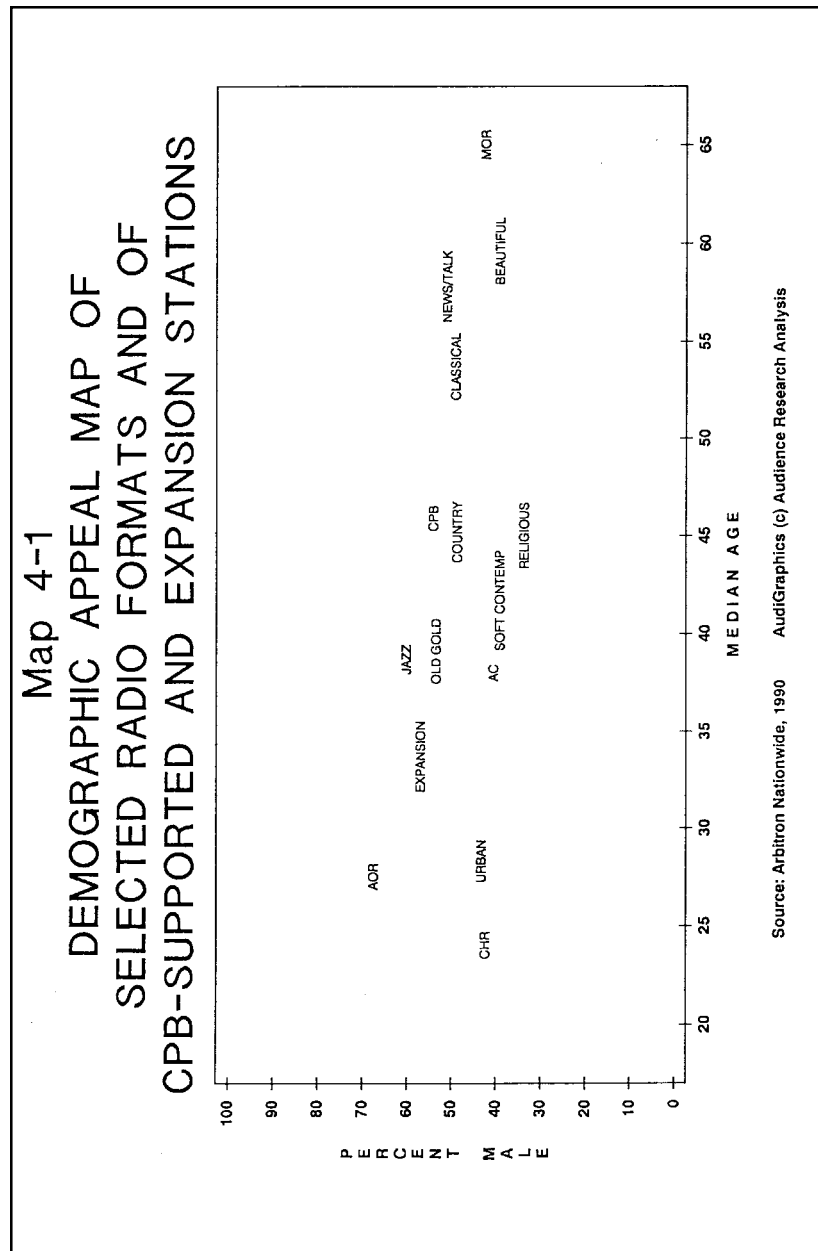 Map 4-1
DEMOGRAPHIC APPEAL MAP OF
SELECTED RADIO FORMATS AND OF
CPB-SUPPORTED AND EXPANSION STATIONS
PERCENT MALE
100
90
80
70
60
50
40
30
20
10
0
AOR
JAZZ
EXPANSION
OLD GOLD
CPB
NEWS/TALK
COUNTRY
CLASSICAL
CHR
URBAN
MOR
AC
SOFT CONTEMP
BEAUTIFUL
RELIGIOUS
20 25 30 35 40 45 50 55 60 65
MEDIAN AGE
Source: Arbitron Nationwide, 1990 AudiGraphics (c) Audience Research Analysis